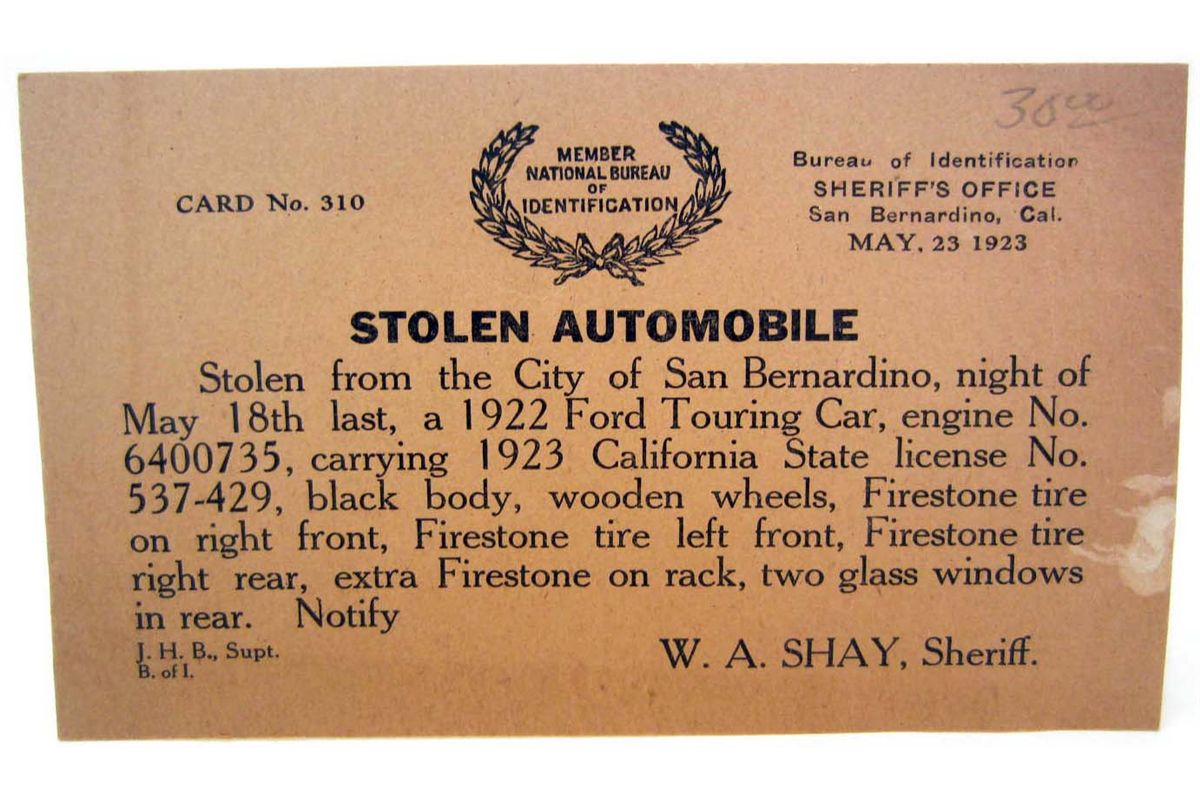 30 00
CARD No. 310
MEMBER
NATIONAL BUREAU
OF
IDENTIFICATION
Bureau of Identification
SHERIFF'S OFFICE
San Bernardino, Cal.
MAY, 23 1923
STOLEN AUTOMOBILE
Stolen from the City of San Bernardino, night of
May 18th last, a 1922 Ford Touring Car, engine No.
6400735, carrying 1923 California State license No.
537-429, black body, wooden wheels, Firestone tire
on right front, Firestone tire left front, Firestone tire
right rear, extra Firestone on rack, two glass windows
in rear. Notify
J. H. B., Supt.
B. of I.
W. A. SHAY, Sheriff.